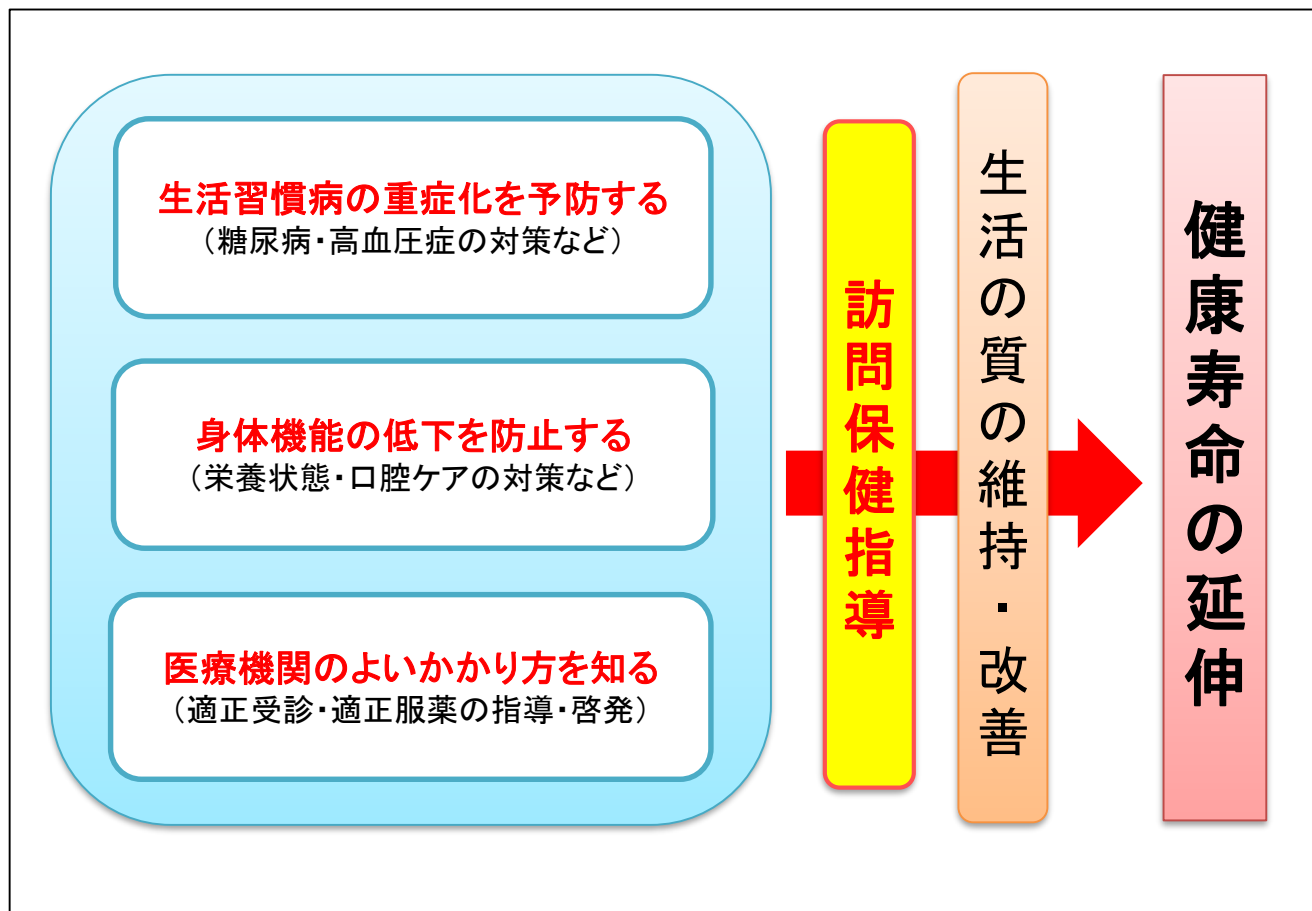 生活習慣病の重症化を予防する
（糖尿病・高血圧症の対策など）
身体機能の低下を防止する
（栄養状態・口腔ケアの対策など）
医療機関のよいかかり方を知る
（適正受診・適正服薬の指導・啓発）
訪問保健指導
生活の質の維持・改善
健康寿命の延伸